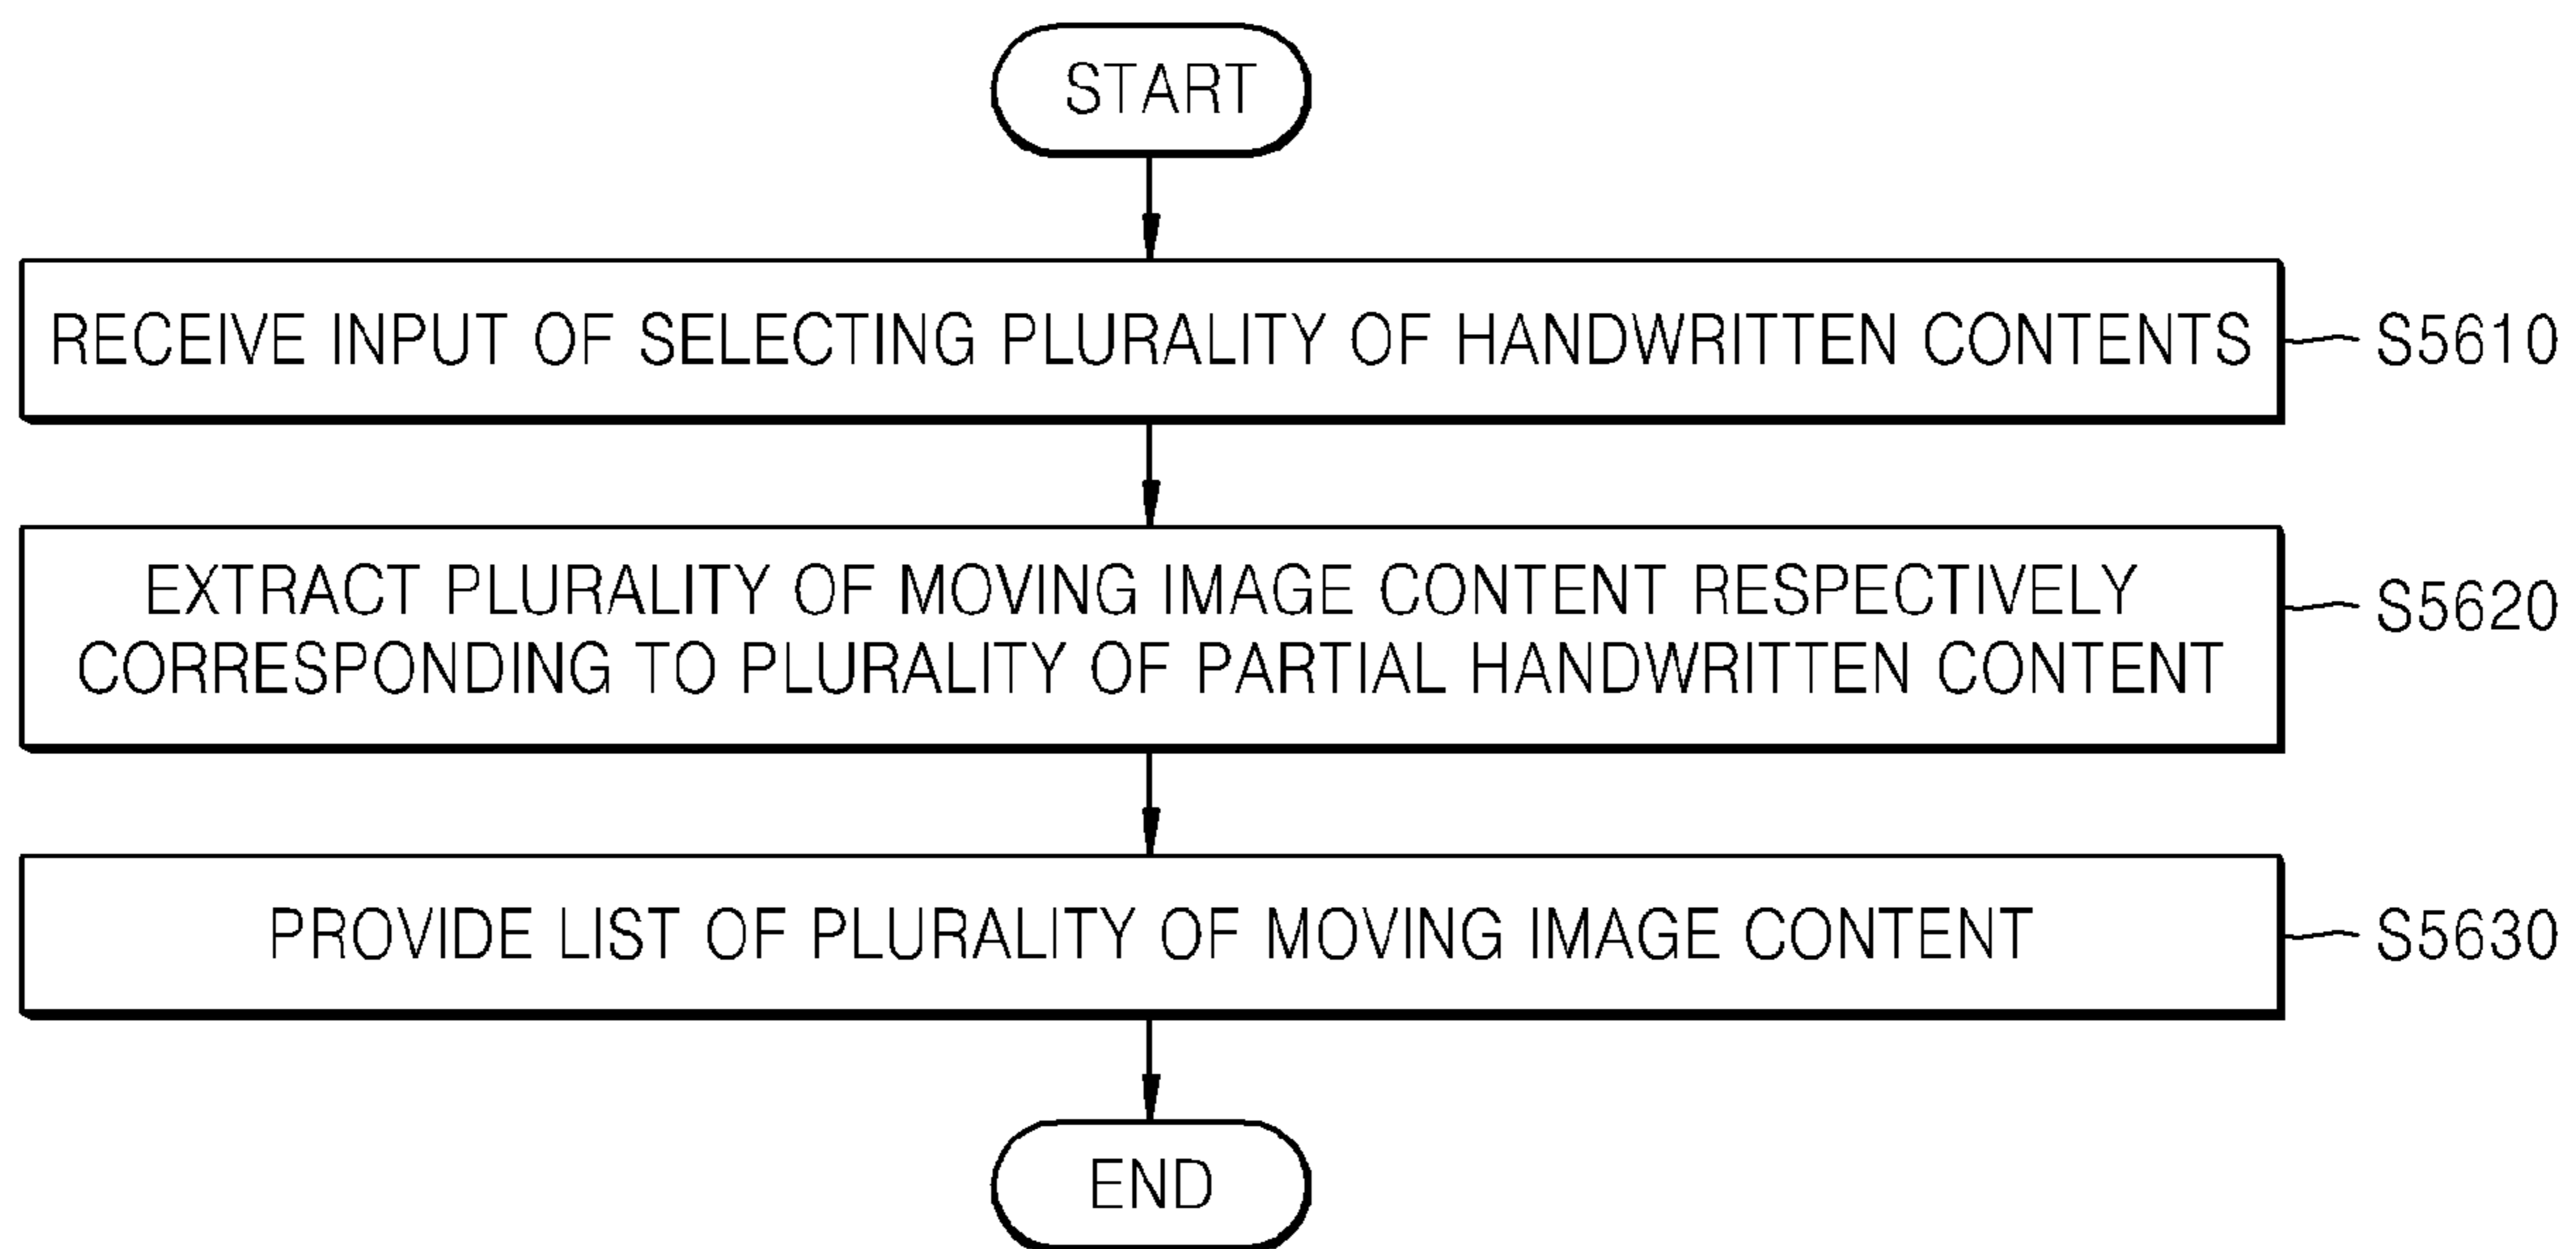 START
RECEIVE INPUT OF SELECTING PLURALITY OF HANDWRITTEN CONTENTS
S5610
EXTRACT PLURALITY OF MOVING IMAGE CONTENT RESPECTIVELY
CORRESPONDING TO PLURALITY OF PARTIAL HANDWRITTEN CONTENT
S5620
PROVIDE LIST OF PLURALITY OF MOVING IMAGE CONTENT
S5630
END